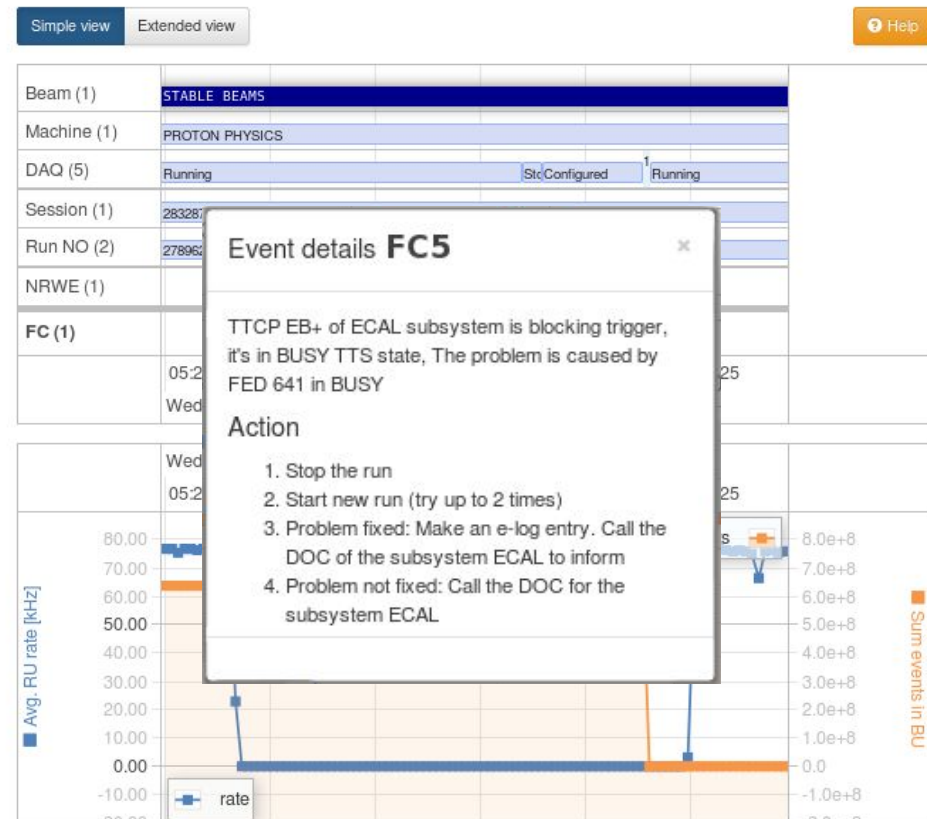 Simple view Extended view Help
Beam (1) STABLE BEAMS
Machine (1) PROTON PHYSICS
DAQ (5) Running Configured 1 Running
Session (1)
Run NO (2)
NRWE (1)
FC (1)
Event details FC5 ×
TTCP EB+ of ECAL subsystem is blocking trigger,
it's in BUSY TTS state, The problem is caused by
FED 641 in BUSY
Action
1. Stop the run
2. Start new run (try up to 2 times)
3. Problem fixed: Make an e-log entry. Call the
DOC of the subsystem ECAL to inform
4. Problem not fixed: Call the DOC for the
subsystem ECAL
05:2 25
Wed
Wed
05:2 25
80.00 s 8.0e+8
70.00 7.0e+8
60.00 6.0e+8
50.00 5.0e+8
40.00 4.0e+8
30.00 3.0e+8
20.00 2.0e+8
10.00 1.0e+8
0.00 0.0
-10.00 rate -1.0e+8
Avg. RU rate [kHz]
Sum events in BU